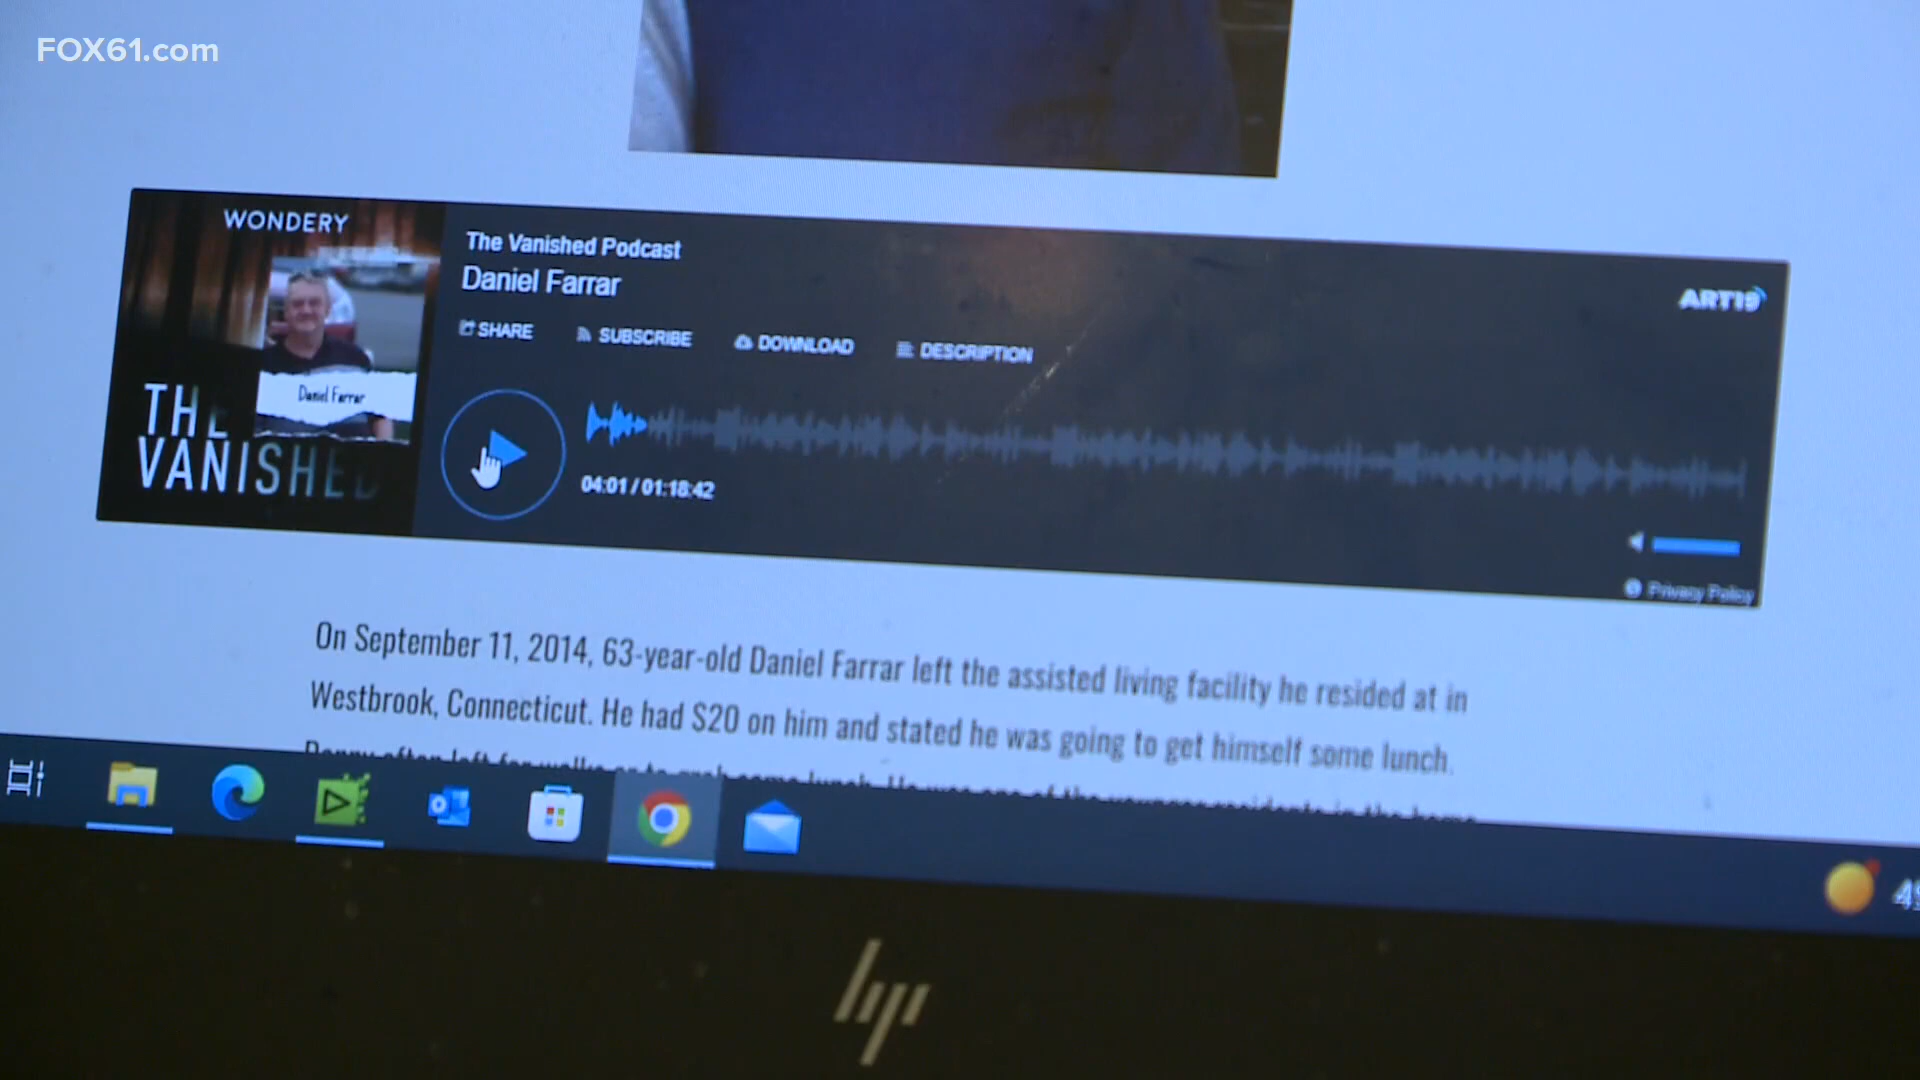 FOX61.com
WONDERY
Daniel Farrar
THE
VANISHED
The Vanished Podcast
Daniel Farrar
SHARE SUBSCRIBE DOWNLOAD DESCRIPTION
ART19
04:01 / 01:18:42
Privacy Policy
On September 11, 2014, 63-year-old Daniel Farrar left the assisted living facility he resided at in
Westbrook, Connecticut. He had $20 on him and stated he was going to get himself some lunch.
hp